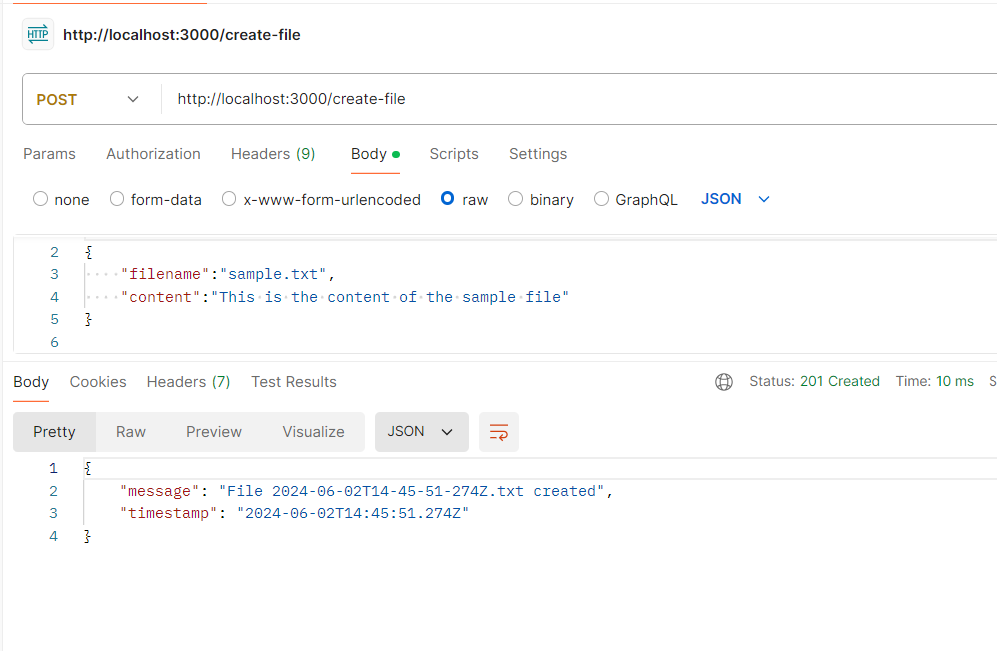 HTTP http://localhost:3000/create-file
POST http://localhost:3000/create-file
Params Authorization Headers (9) Body Scripts Settings
none form-data x-www-form-urlencoded raw binary GraphQL JSON
2 {
3 ····"filename":"sample.txt",
4 ····"content":"This·is·the·content·of·the·sample·file"
5 }
6
Body Cookies Headers (7) Test Results Status: 201 Created Time: 10 ms S
Pretty Raw Preview Visualize JSON
1 {
2 "message": "File 2024-06-02T14-45-51-274Z.txt created",
3 "timestamp": "2024-06-02T14:45:51.274Z"
4 }